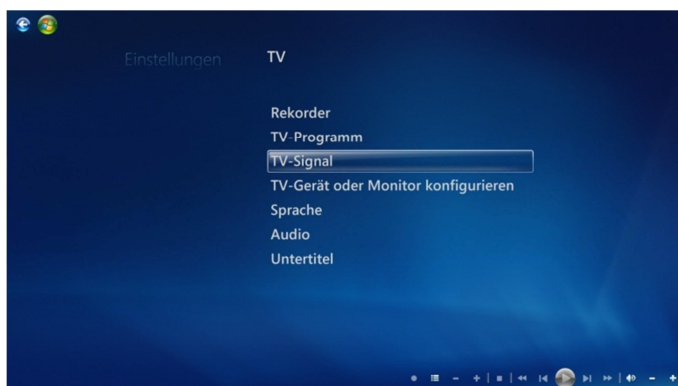 Einstellungen TV
Rekorder
TV-Programm
TV-Signal
TV-Gerät oder Monitor konfigurieren
Sprache
Audio
Untertitel